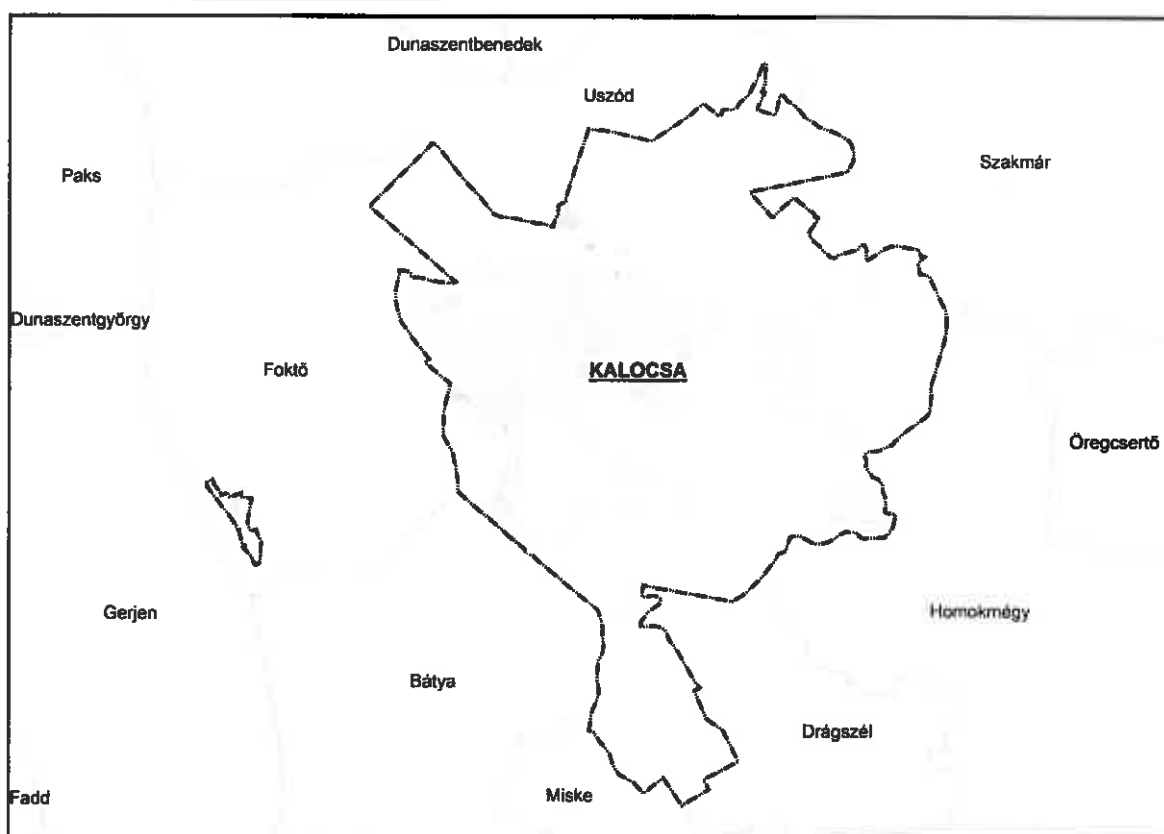 Dunaszentbenedek
Uszód
Szakmár
Paks
Dunaszentgyörgy
Foktő
KALOCSA
Öregcsertő
Gerjen
Homokmégy
Bátya
Drágszél
Fadd
Miske